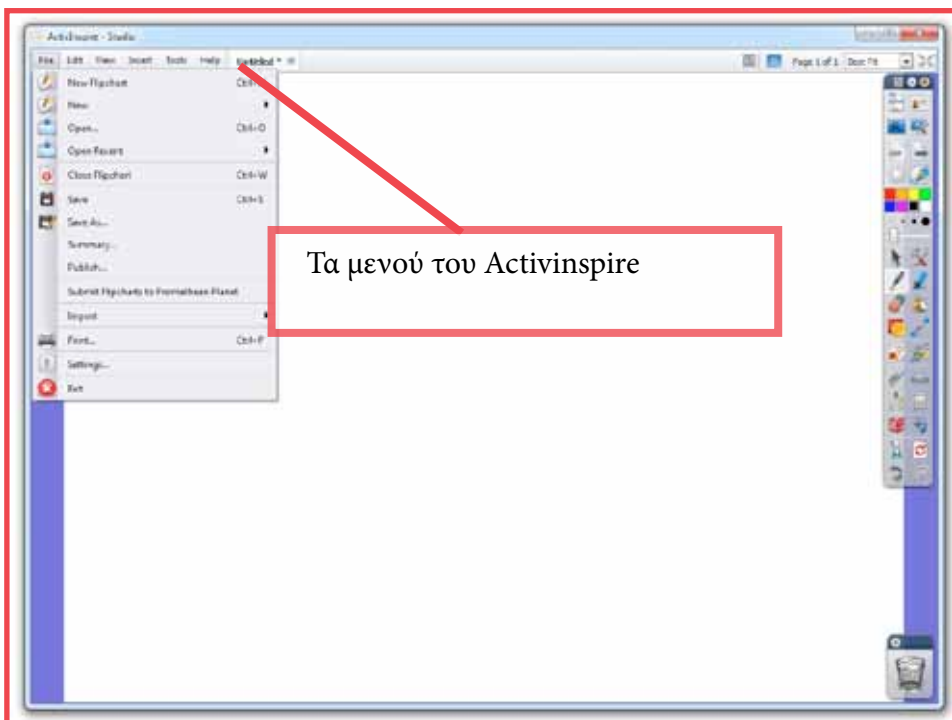 ActivInspire - Studio
File Edit View Insert Tools Help Untitled *
Page 1 of 1 Best Fit
New Flipchart
New
Open... Ctrl+O
Open Recent
Close Flipchart Ctrl+W
Save Ctrl+S
Save As...
Summary...
Publish...
Submit Flipcharts to Promethean Planet
Import
Print... Ctrl+P
Settings...
Exit
Τα μενού του Activinspire